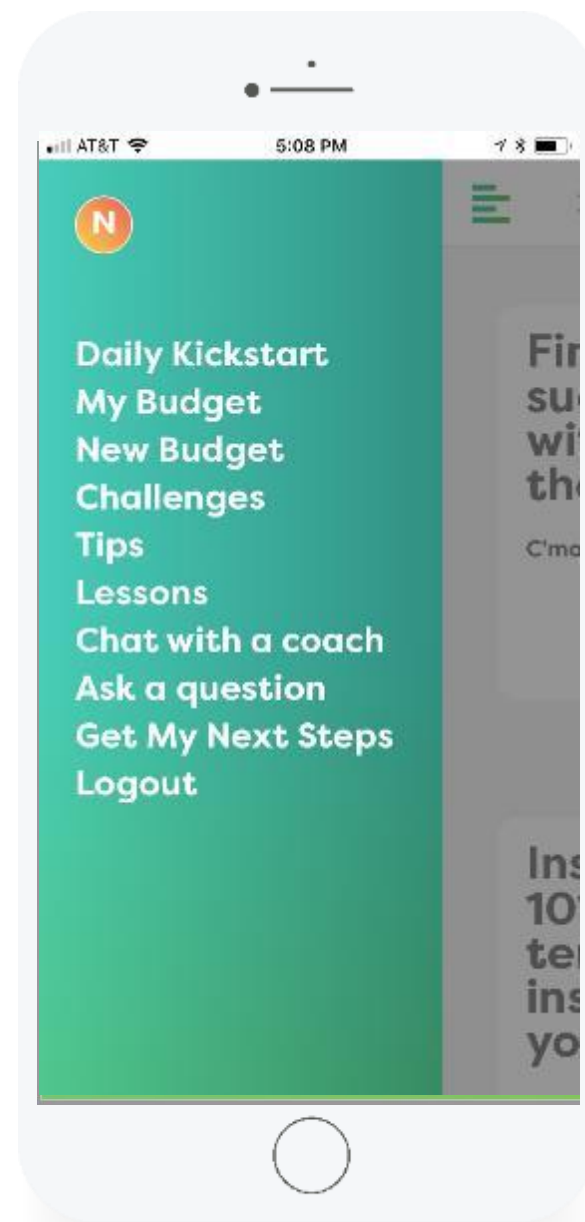 AT&T
5:08 PM
N
Daily Kickstart
My Budget
New Budget
Challenges
Tips
Lessons
Chat with a coach
Ask a question
Get My Next Steps
Logout